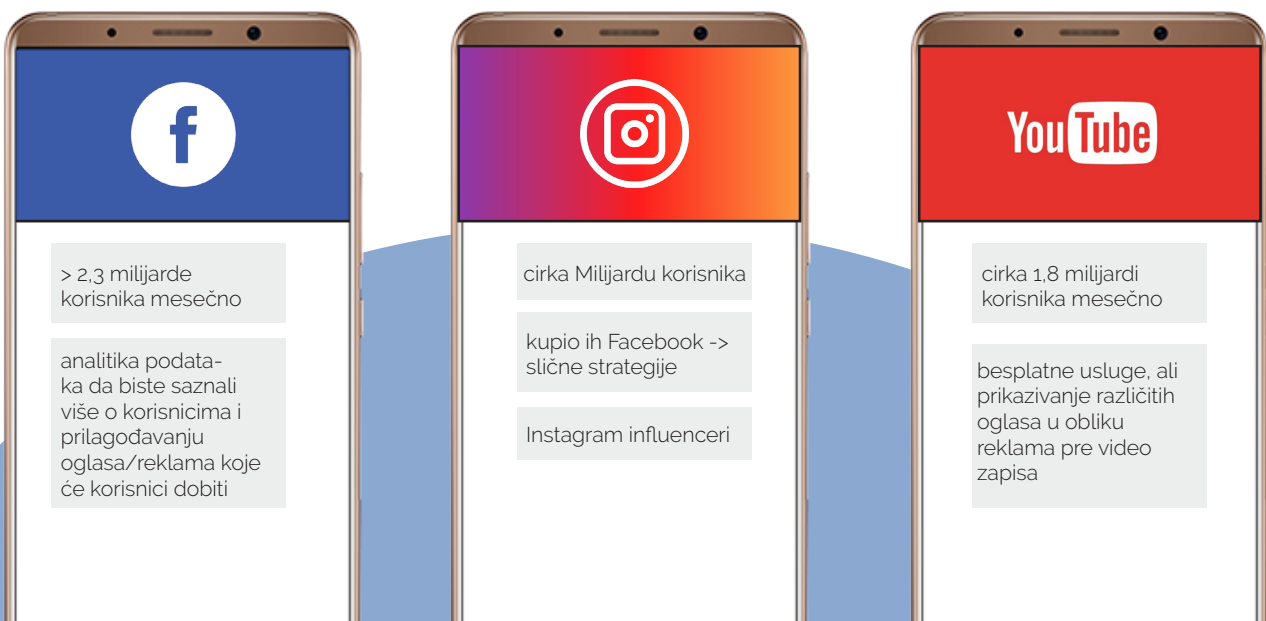 f
> 2,3 milijarde
korisnika mesečno
analitika podata-
ka da biste saznali
više o korisnicima i
prilagođavanju
oglasa/reklama koje
će korisnici dobiti
cirka Milijardu korisnika
kupio ih Facebook ->
slične strategije
Instagram influenceri
YouTube
cirka 1,8 milijardi
korisnika mesečno
besplatne usluge, ali
prikazivanje različitih
oglasa u obliku
reklama pre video
zapisa